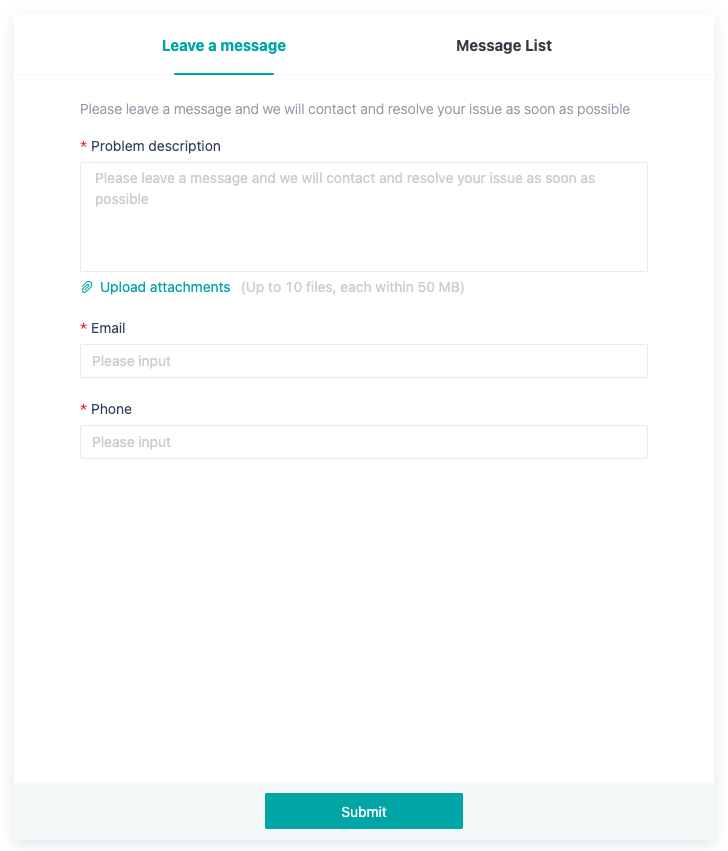 Leave a message
Message List
Please leave a message and we will contact and resolve your issue as soon as possible
* Problem description
Please leave a message and we will contact and resolve your issue as soon as
possible
Upload attachments (Up to 10 files, each within 50 MB)
* Email
Please input
* Phone
Please input
Submit